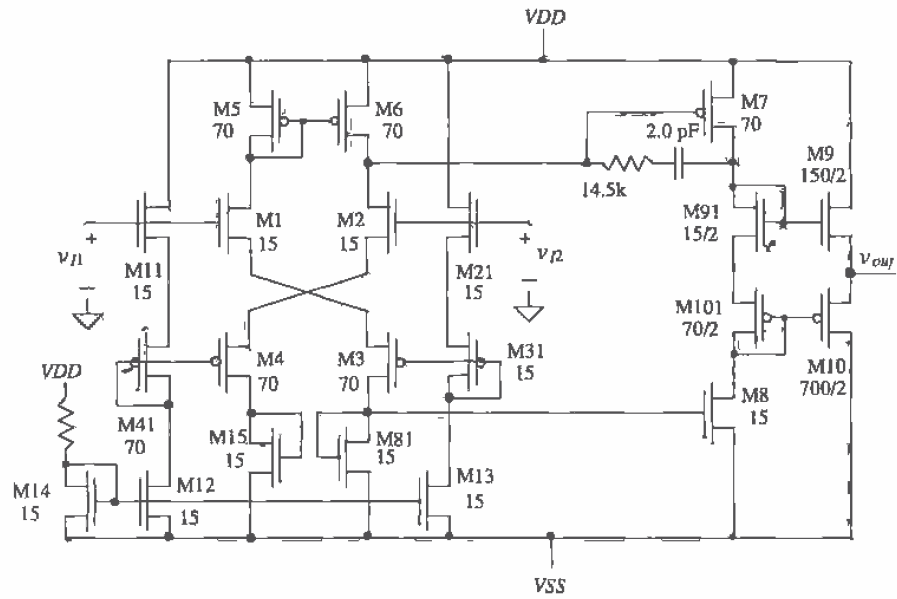 VDD
M5
70
M6
70
M7
70
2.0 pF
14.5k
M9
150/2
M91
15/2
M1
15
M2
15
M11
15
M21
15
v_I1
+
−
v_I2
+
−
v_out
M101
70/2
M10
700/2
M4
70
M3
70
M31
15
M8
15
VDD
M41
70
M15
15
M81
15
M14
15
M12
15
M13
15
VSS